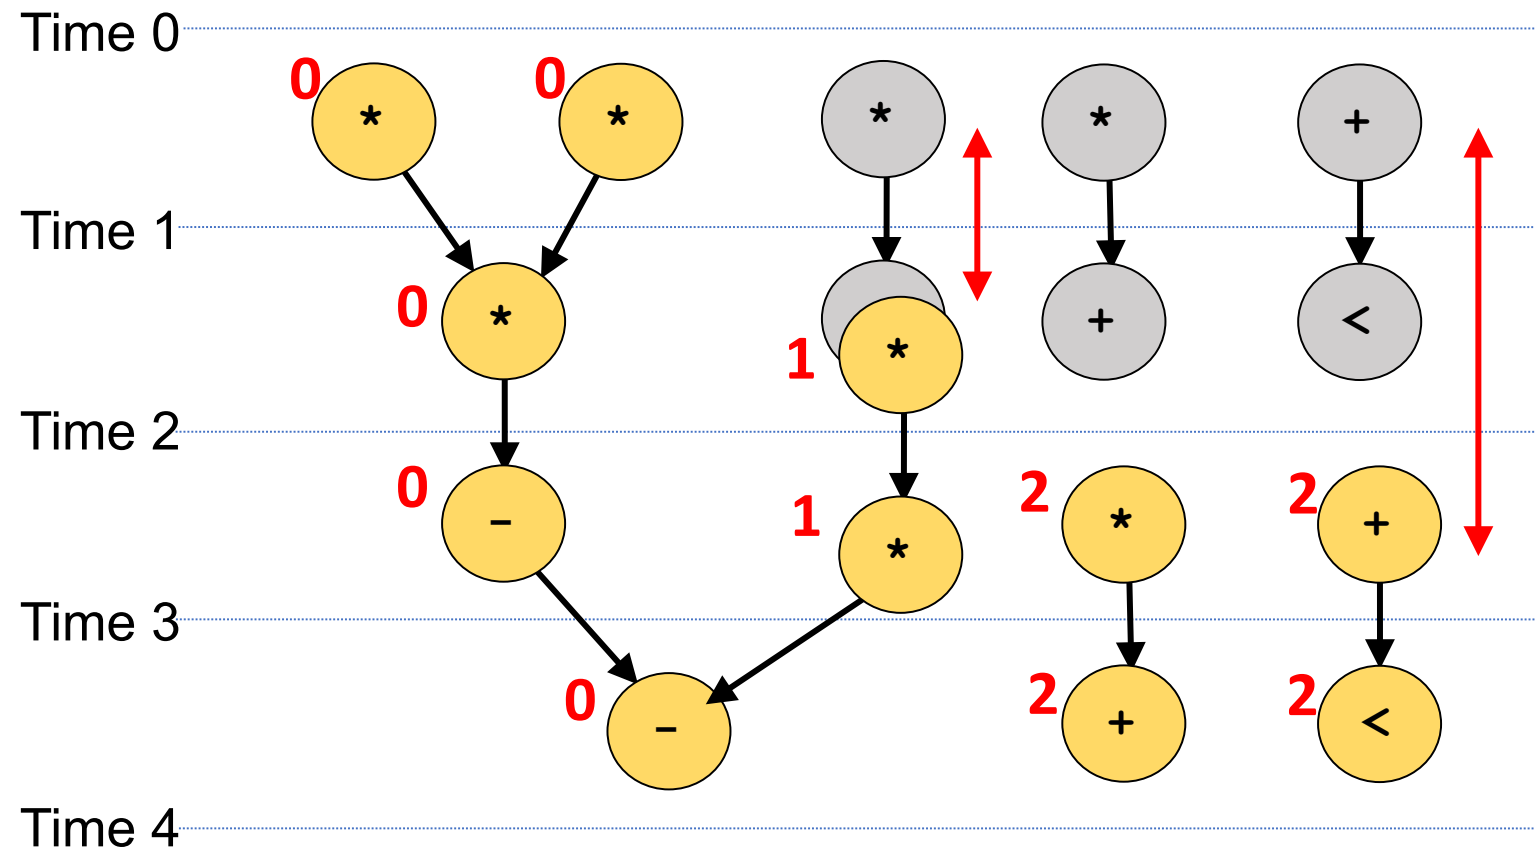 Time 0
0 * 0 * * * +
Time 1
0 * 1 * + <
Time 2
0 - 1 * 2 * 2 +
Time 3
0 - 2 + 2 <
Time 4